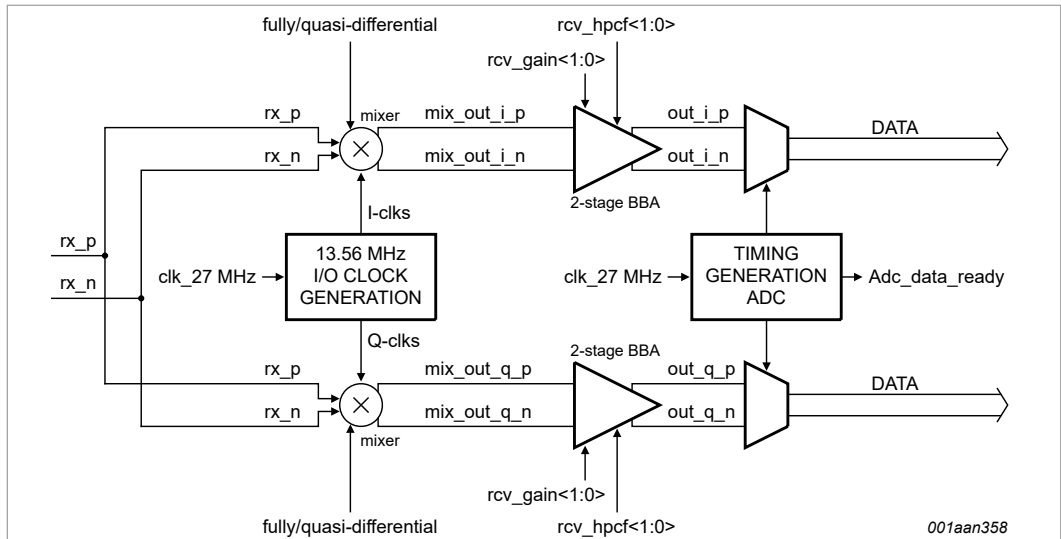 fully/quasi-differential
rcv_hpcf<1:0>
rcv_gain<1:0>
rx_p
mixer
mix_out_i_p
out_i_p
DATA
rx_n
mix_out_i_n
out_i_n
2-stage BBA
I-clks
rx_p
rx_n
clk_27 MHz
13.56 MHz
I/O CLOCK
GENERATION
clk_27 MHz
TIMING
GENERATION
ADC
Adc_data_ready
Q-clks
2-stage BBA
rx_p
mix_out_q_p
out_q_p
DATA
rx_n
mix_out_q_n
out_q_n
mixer
rcv_gain<1:0>
fully/quasi-differential
rcv_hpcf<1:0>
001aan358